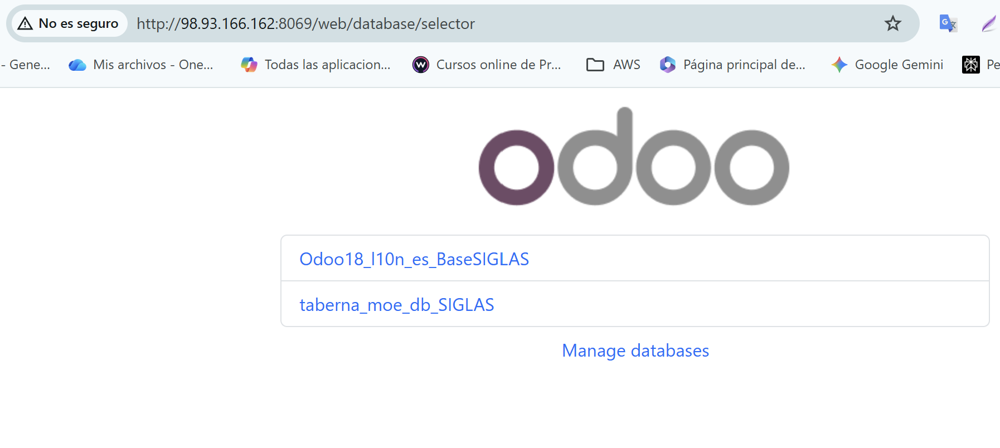 No es seguro http://98.93.166.162:8069/web/database/selector
- Gene... Mis archivos - One... Todas las aplicacion... Cursos online de Pr... AWS Página principal de... Google Gemini Pe
odoo
Odoo18_l10n_es_BaseSIGLAS
taberna_moe_db_SIGLAS
Manage databases